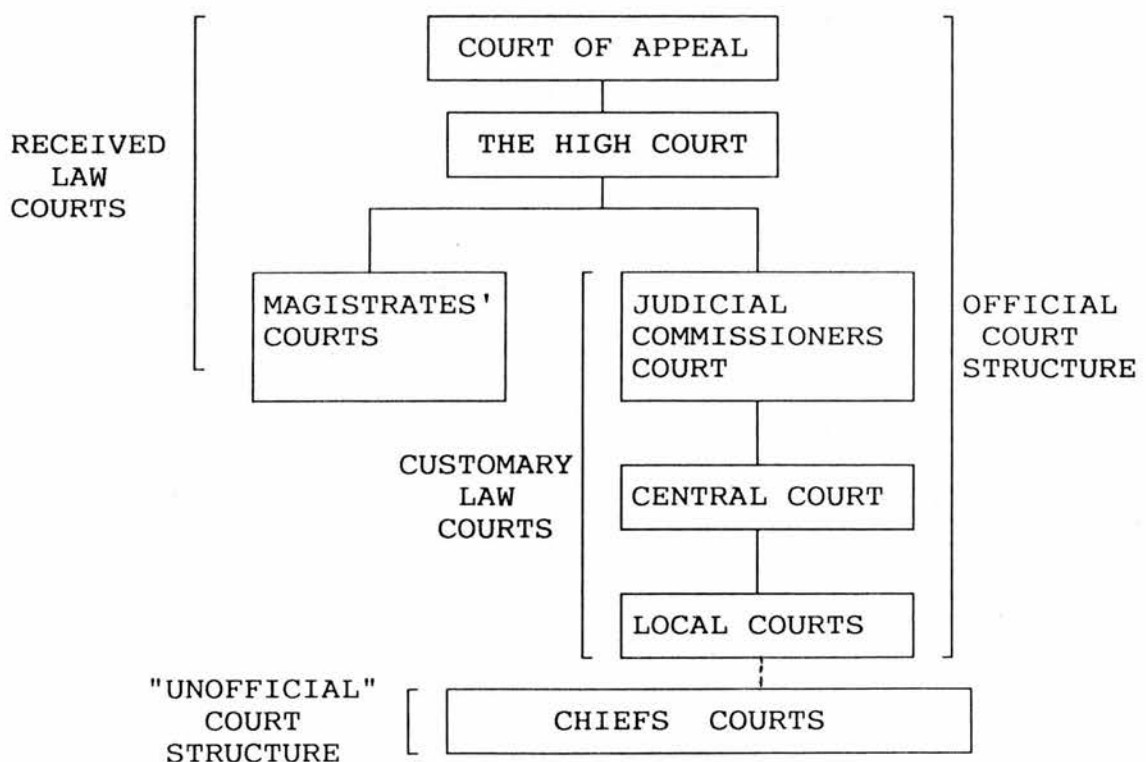 COURT OF APPEAL
THE HIGH COURT
RECEIVED
LAW
COURTS
MAGISTRATES'
COURTS
JUDICIAL
COMMISSIONERS
COURT
OFFICIAL
COURT
STRUCTURE
CUSTOMARY
LAW
COURTS
CENTRAL COURT
LOCAL COURTS
"UNOFFICIAL"
COURT
STRUCTURE
CHIEFS COURTS